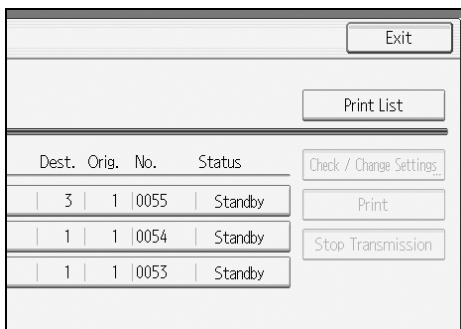 Exit
Print List
Dest. Orig. No. Status
Check / Change Settings...
3 1 0055 Standby
Print
1 1 0054 Standby
Stop Transmission
1 1 0053 Standby